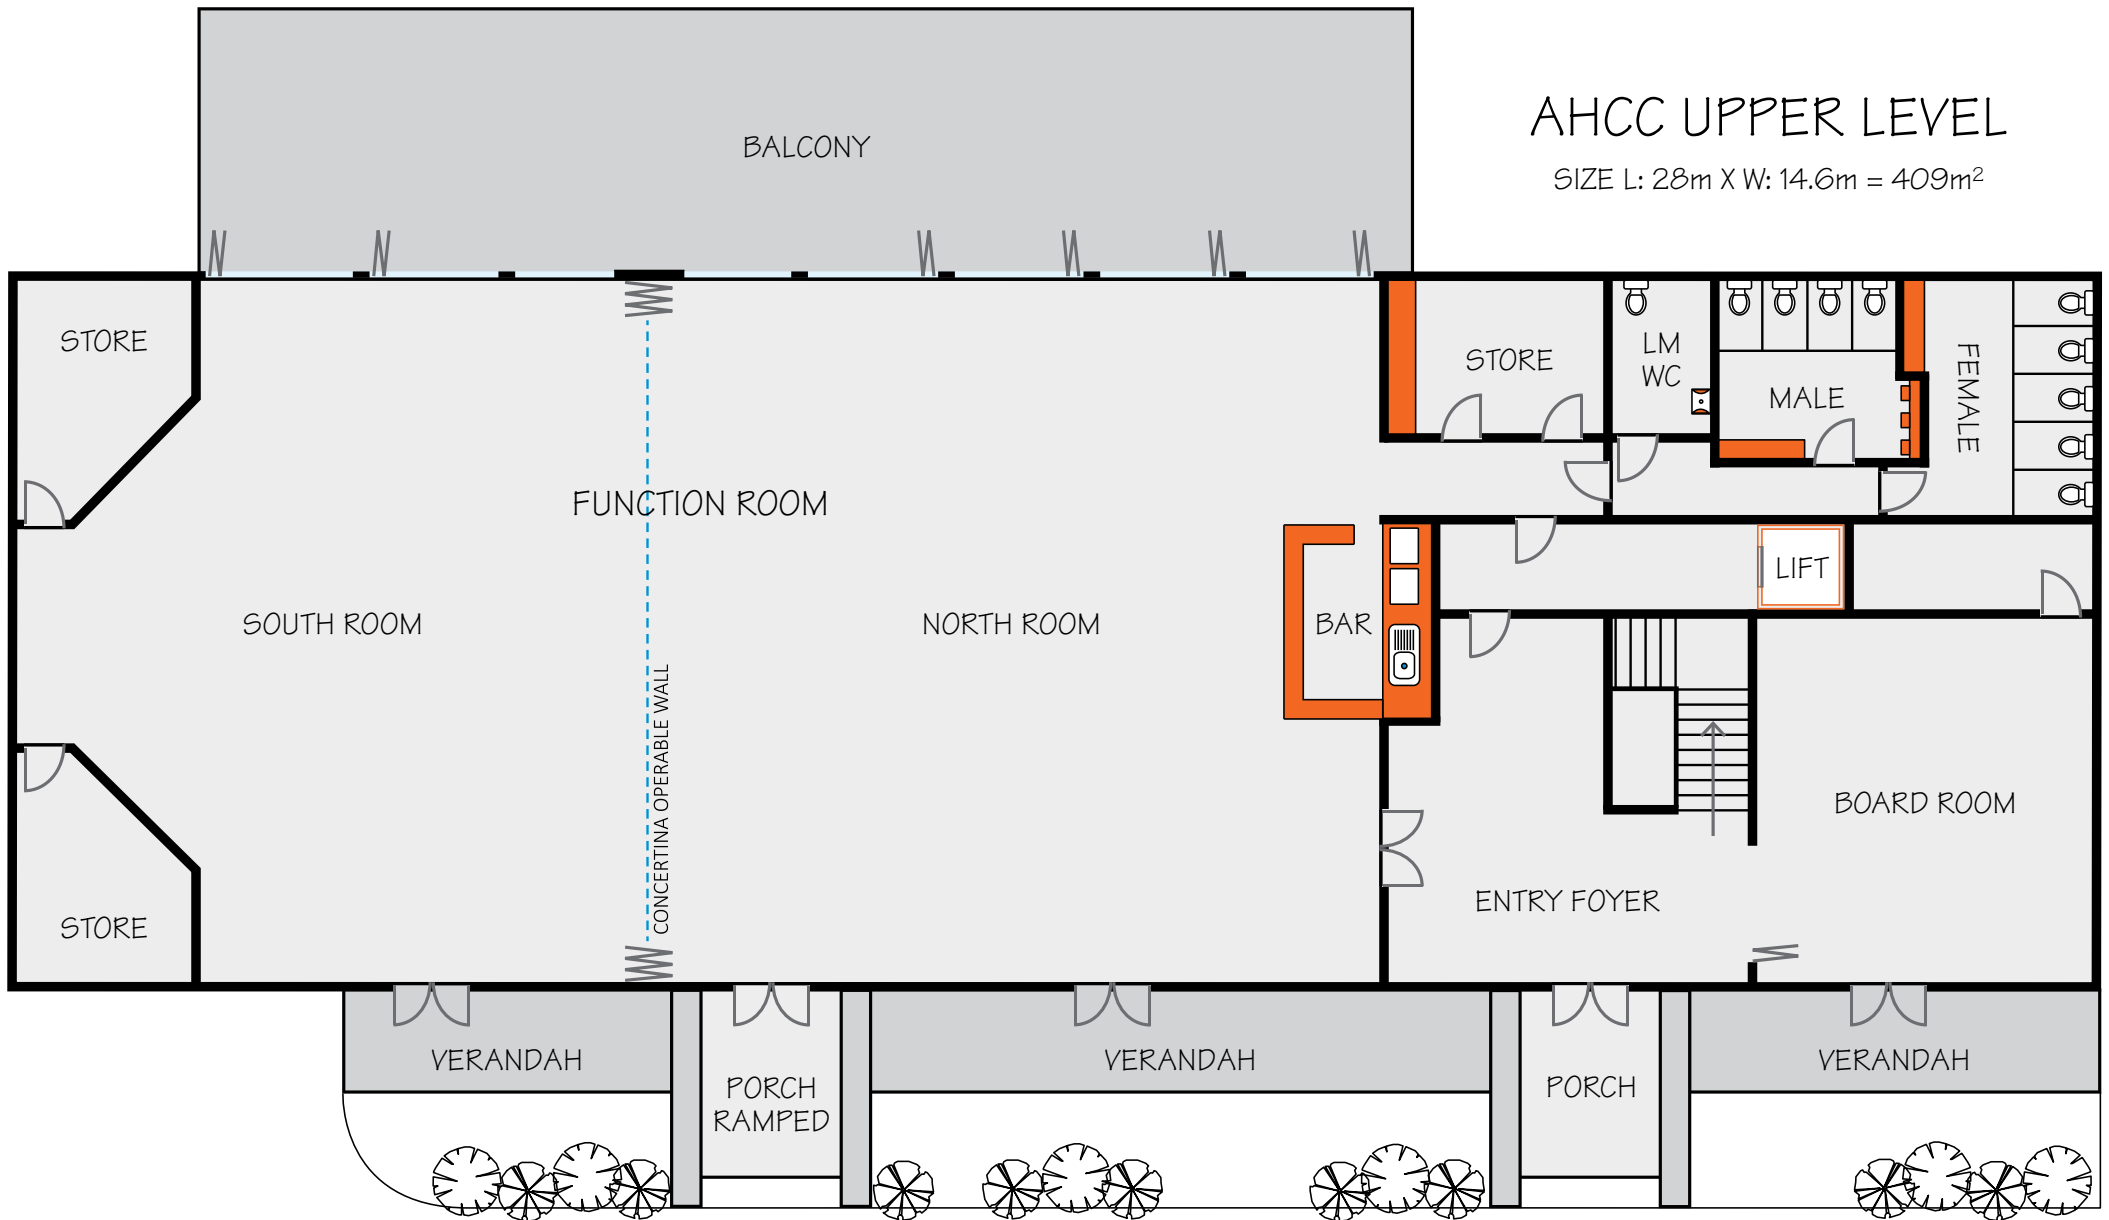 AHCC UPPER LEVEL
SIZE L: 28m X W: 14.6m = 409m²
BALCONY
STORE
STORE
LM
WC
MALE
FEMALE
FUNCTION ROOM
SOUTH ROOM
NORTH ROOM
BAR
LIFT
CONCERTINA OPERABLE WALL
BOARD ROOM
ENTRY FOYER
STORE
VERANDAH
PORCH
RAMPED
VERANDAH
PORCH
VERANDAH